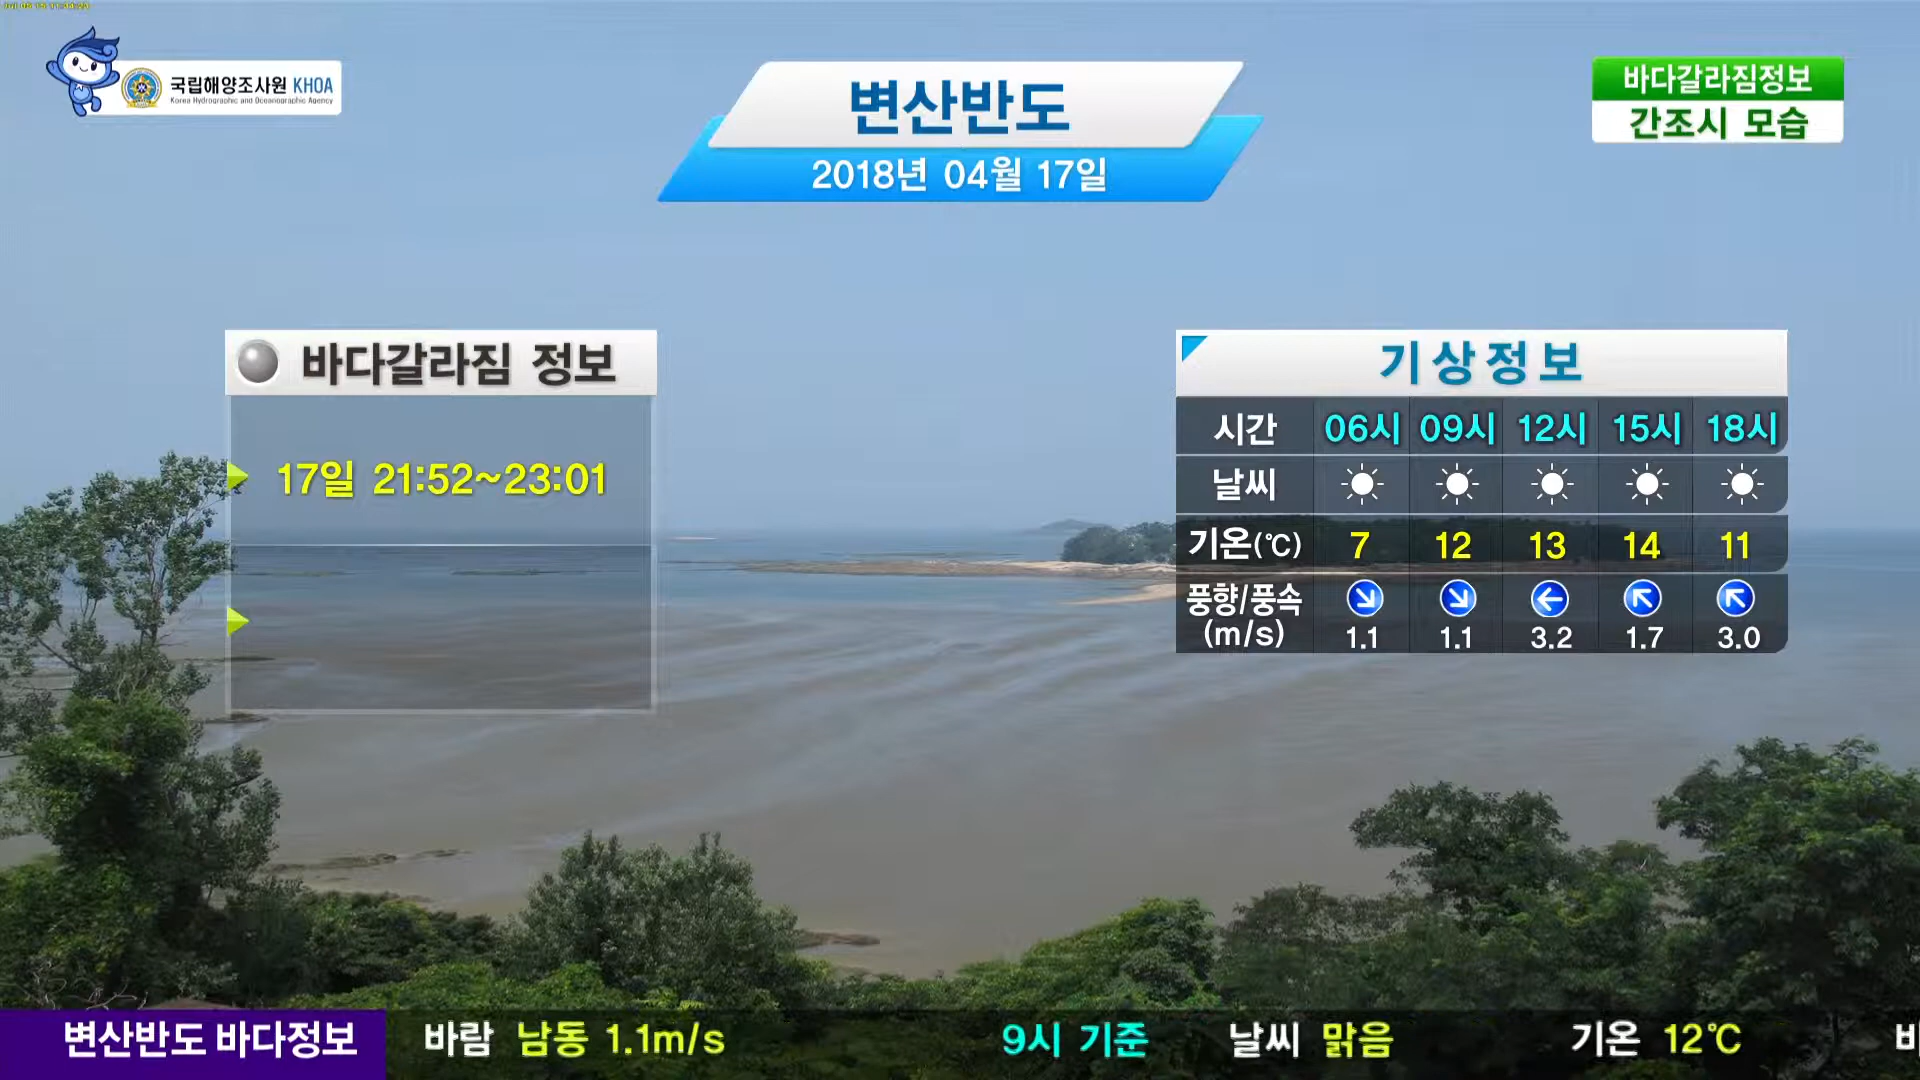 국립해양조사원 KHOA
Korea Hydrographic and Oceanographic Agency
변산반도
2018년 04월 17일
바다갈라짐정보
간조시 모습
바다갈라짐 정보
17일 21:52~23:01
기상정보
시간 06시 09시 12시 15시 18시
날씨
기온(℃) 7 12 13 14 11
풍향/풍속
(m/s) 1.1 1.1 3.2 1.7 3.0
변산반도 바다정보 바람 남동 1.1m/s 9시 기준 날씨 맑음 기온 12℃